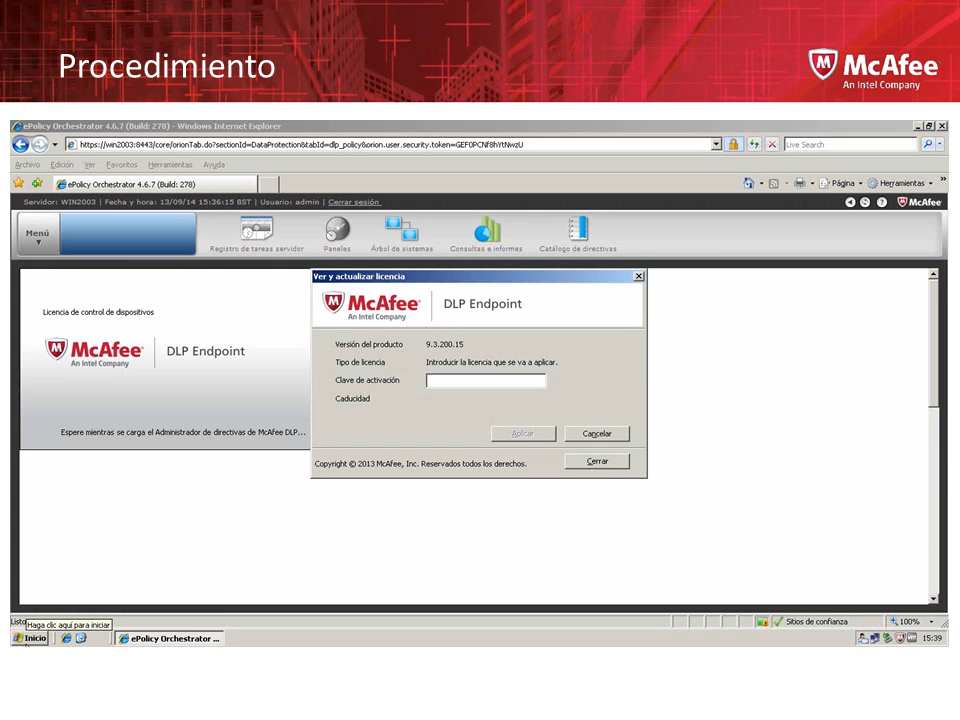 Procedimiento
McAfee
An Intel Company
ePolicy Orchestrator 4.6.7 (Build: 278) - Windows Internet Explorer
https://win2003:8443/core/orionTab.do?sectionId=DataProtection&tabId=dlp_policy&orion.user.security.token=GEF0PCNf8hYtNwzU
Live Search
Archivo Edición Ver Favoritos Herramientas Ayuda
ePolicy Orchestrator 4.6.7 (Build: 278)
Página Herramientas
Servidor: WIN2003 | Fecha y hora: 13/09/14 15:36:15 BST | Usuario: admin | Cerrar sesión
McAfee
Menú
Registro de tareas servidor Paneles Árbol de sistemas Consultas e informes Catálogo de directivas
Ver y actualizar licencia
McAfee
An Intel Company
DLP Endpoint
Licencia de control de dispositivos
McAfee
An Intel Company
DLP Endpoint
Versión del producto 9.3.200.15
Tipo de licencia Introducir la licencia que se va a aplicar.
Clave de activación
Caducidad
Espere mientras se carga el Administrador de directivas de McAfee DLP...
Aplicar Cancelar
Copyright © 2013 McAfee, Inc. Reservados todos los derechos.
Cerrar
Listo
Haga clic aquí para iniciar
Sitios de confianza
100%
Inicio
ePolicy Orchestrator ...
15:39